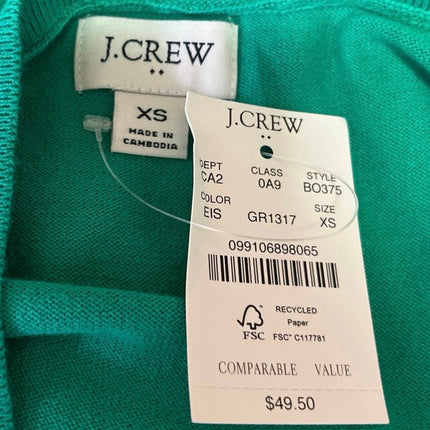 J.CREW
XS
MADE IN
CAMBODIA
J.CREW
DEPT CLASS STYLE
CA2 0A9 BO375
COLOR SIZE
EIS GR1317 XS
099106898065
FSC
RECYCLED
Paper
FSC™ C117781
COMPARABLE VALUE
$49.50